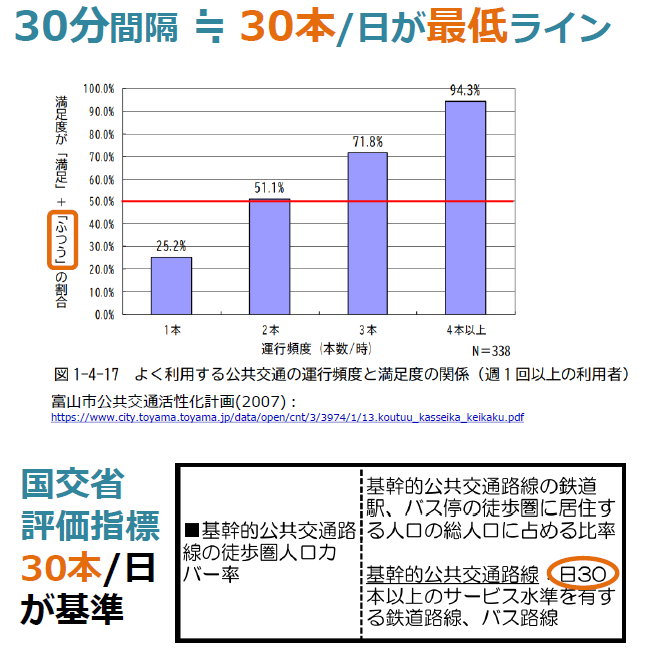 30分間隔 ≒ 30本/日が最低ライン
満足度が「満足」+「ふつう」の割合
100.0%
90.0%
80.0%
70.0%
60.0%
50.0%
40.0%
30.0%
20.0%
10.0%
0.0%
25.2%
51.1%
71.8%
94.3%
1本
2本
3本
4本以上
運行頻度(本数/時)
N=338
図1-4-17 よく利用する公共交通の運行頻度と満足度の関係(週1回以上の利用者)
富山市公共交通活性化計画(2007):
https://www.city.toyama.toyama.jp/data/open/cnt/3/3974/1/13.koutuu_kasseika_keikaku.pdf
国交省
評価指標
30本/日
が基準
■基幹的公共交通路
線の徒歩圏人口カ
バー率
基幹的公共交通路線の鉄道
駅、バス停の徒歩圏に居住す
る人口の総人口に占める比率
基幹的公共交通路線:日30
本以上のサービス水準を有す
る鉄道路線、バス路線